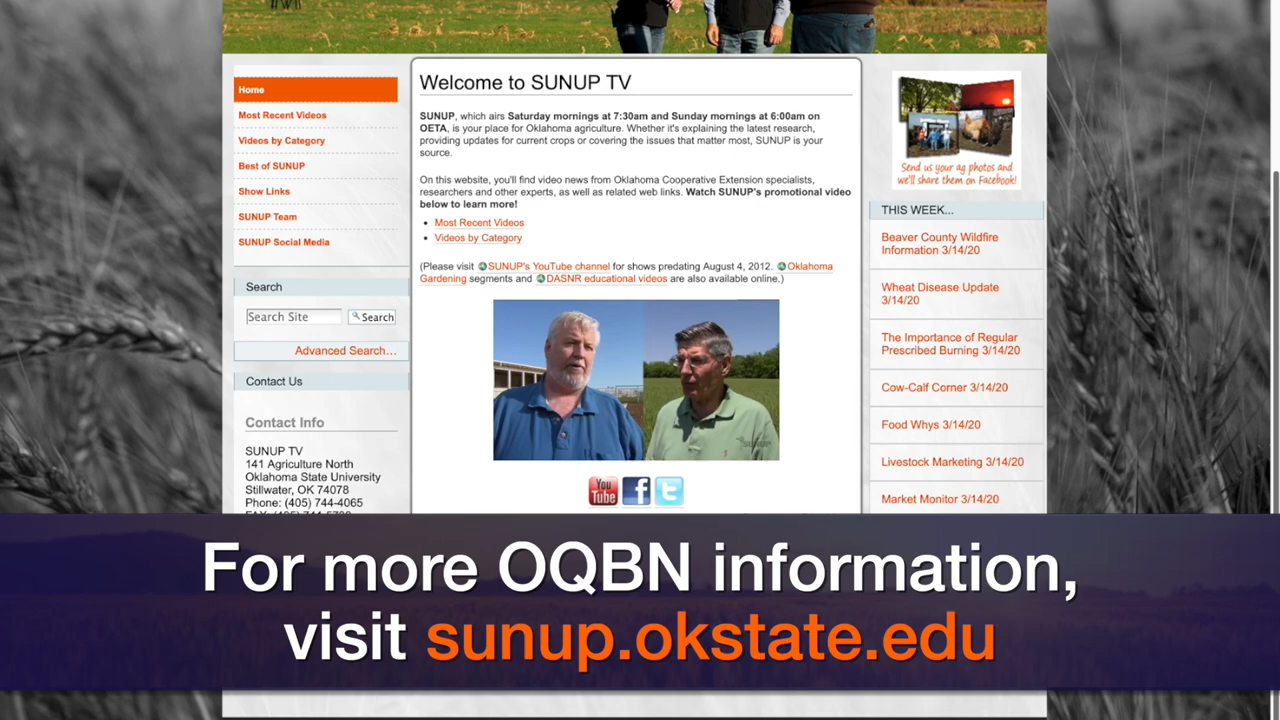 Home
Most Recent Videos
Videos by Category
Best of SUNUP
Show Links
SUNUP Team
SUNUP Social Media
Search
Search Site
Search
Advanced Search…
Contact Us
Contact Info
SUNUP TV
141 Agriculture North
Oklahoma State University
Stillwater, OK 74078
Phone: (405) 744-4065
Welcome to SUNUP TV
SUNUP, which airs Saturday mornings at 7:30am and Sunday mornings at 6:00am on
OETA, is your place for Oklahoma agriculture. Whether it's explaining the latest research,
providing updates for current crops or covering the issues that matter most, SUNUP is your
source.
On this website, you'll find video news from Oklahoma Cooperative Extension specialists,
researchers and other experts, as well as related web links. Watch SUNUP's promotional video
below to learn more!
• Most Recent Videos
• Videos by Category
(Please visit SUNUP's YouTube channel for shows predating August 4, 2012. Oklahoma
Gardening segments and DASNR educational videos are also available online.)
SUNUP
You
Tube
f
t
Send us your ag photos and
we'll share them on Facebook!
THIS WEEK...
Beaver County Wildfire
Information 3/14/20
Wheat Disease Update
3/14/20
The Importance of Regular
Prescribed Burning 3/14/20
Cow-Calf Corner 3/14/20
Food Whys 3/14/20
Livestock Marketing 3/14/20
Market Monitor 3/14/20
For more OQBN information,
visit sunup.okstate.edu